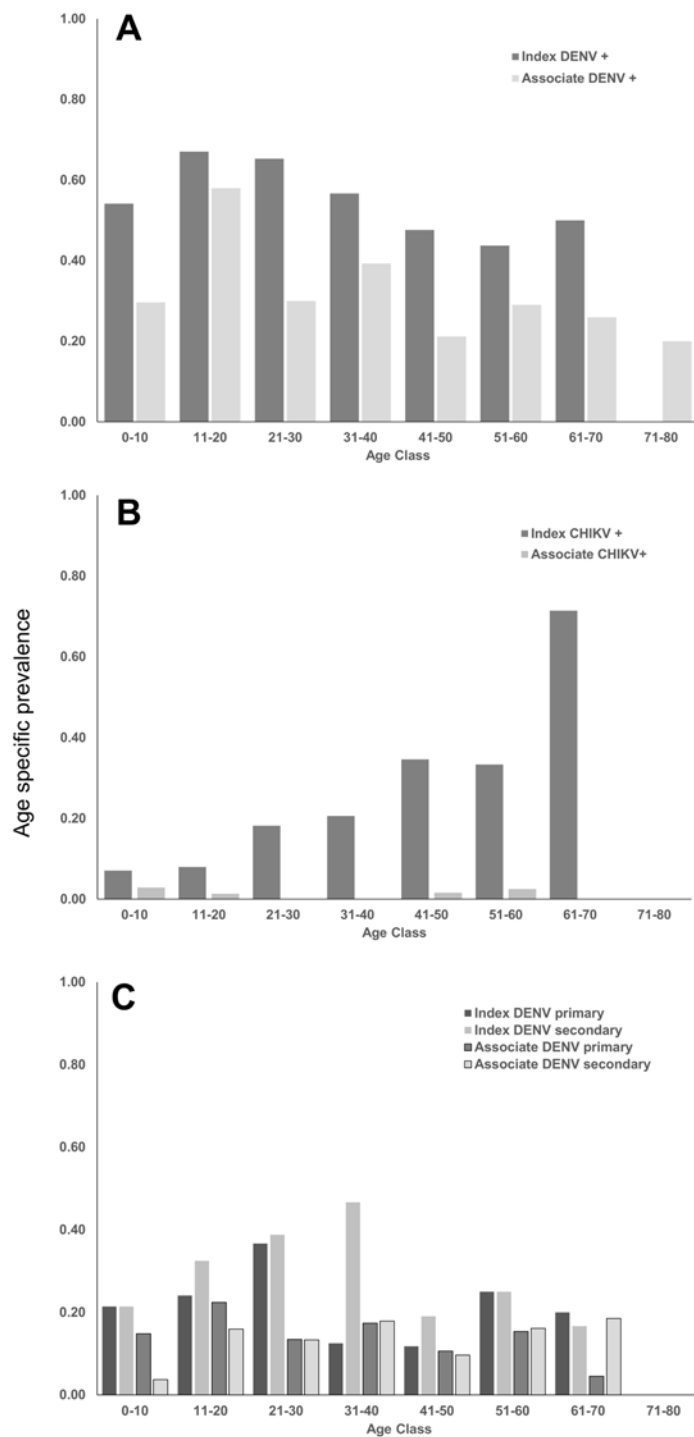 A
1.00
Index DENV +
Associate DENV +
0.80
0.60
0.40
0.20
0.00
0-10 11-20 21-30 31-40 41-50 51-60 61-70 71-80
Age Class
B
1.00
Index CHIKV +
Associate CHIKV+
0.80
0.60
0.40
0.20
0.00
0-10 11-20 21-30 31-40 41-50 51-60 61-70 71-80
Age Class
Age specific prevalence
C
1.00
Index DENV primary
Index DENV secondary
Associate DENV primary
Associate DENV secondary
0.80
0.60
0.40
0.20
0.00
0-10 11-20 21-30 31-40 41-50 51-60 61-70 71-80
Age Class